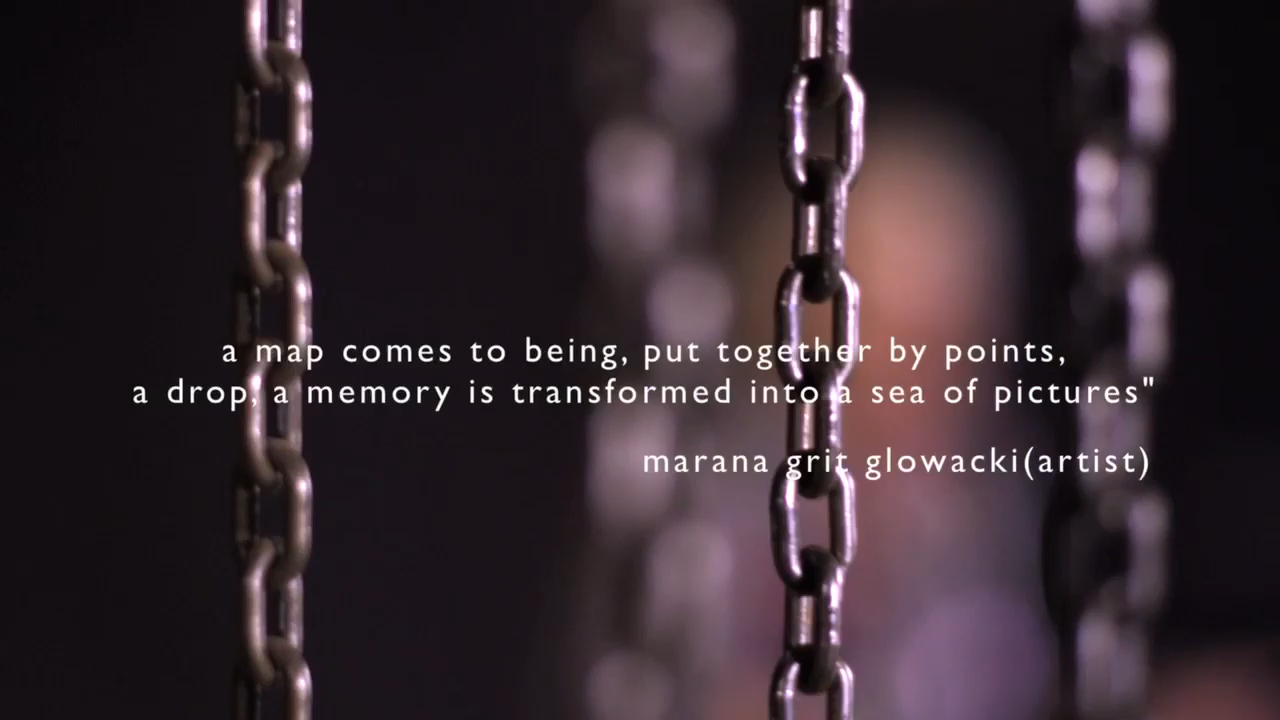 a map comes to being, put together by points,
a drop, a memory is transformed into a sea of pictures"
marana grit glowacki(artist)